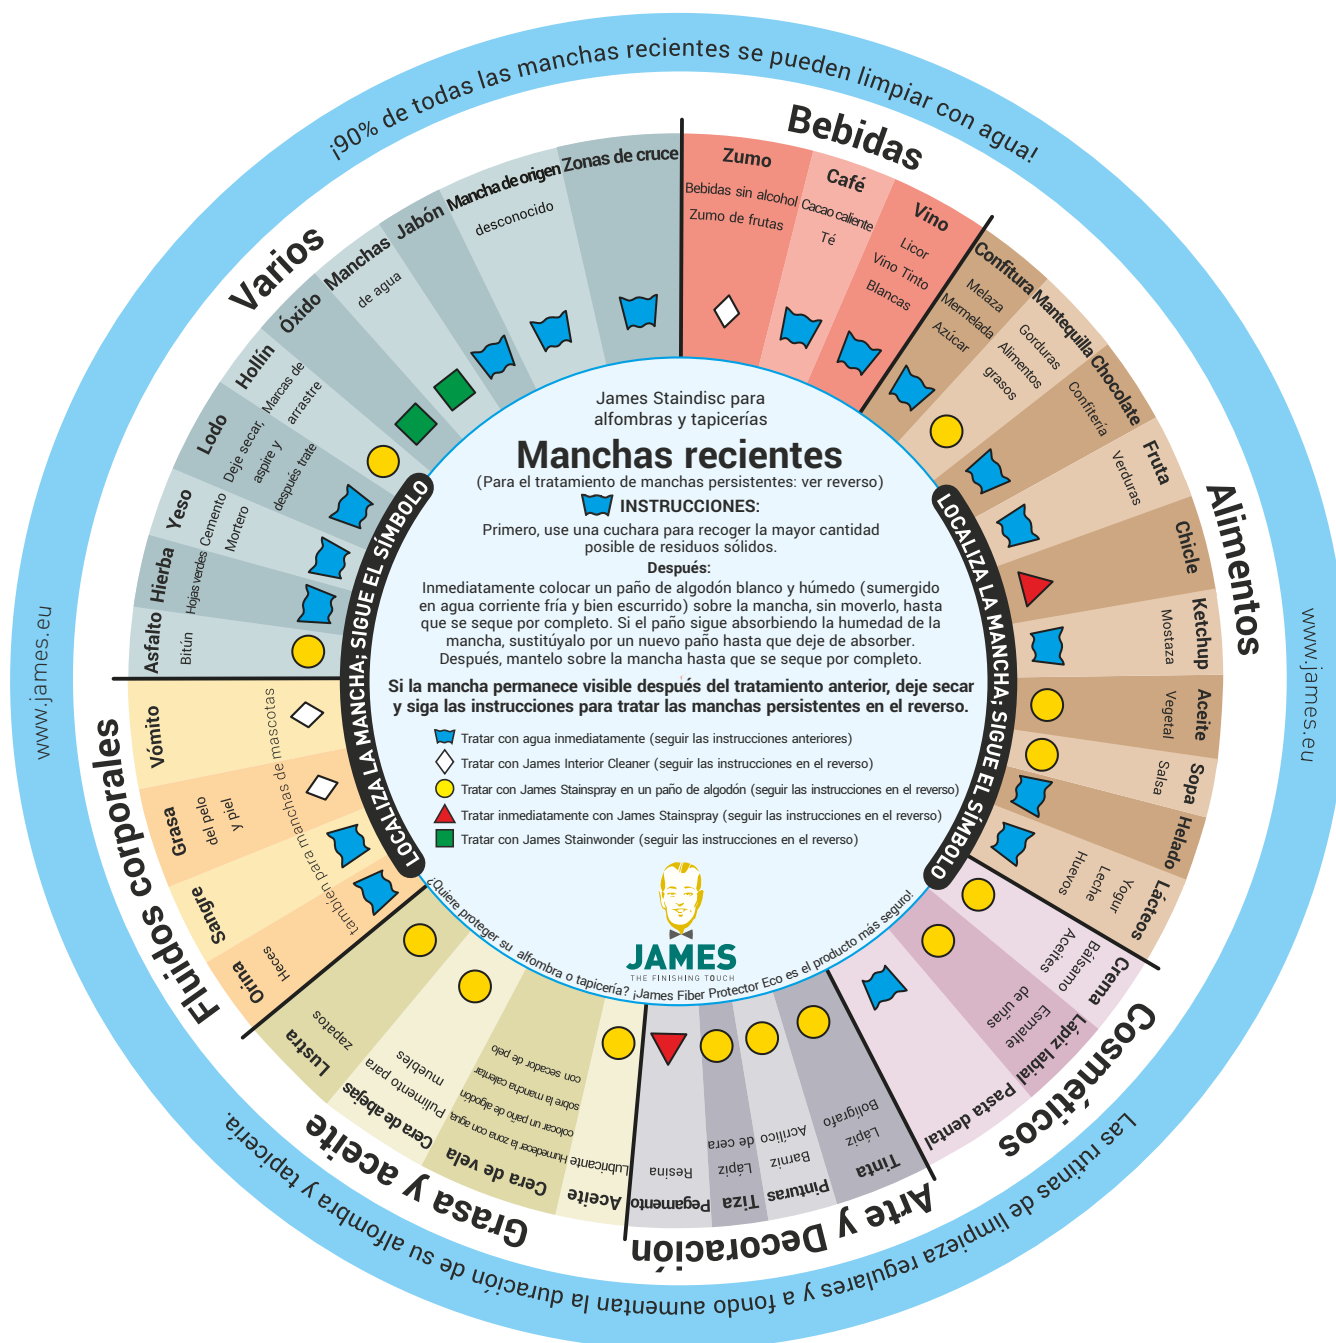 ¡90% de todas las manchas recientes se pueden limpiar con agua!
www.james.eu
Las rutinas de limpieza regulares y a fondo aumentan la duración de su alfombra y tapicería.
www.james.eu
Bebidas
Zumo
Bebidas sin alcohol
Zumo de frutas
Café
Cacao caliente
Té
Vino
Licor
Vino Tinto
Blancas
Alimentos
Confitura
Melaza
Mermelada
Azúcar
Mantequilla
Gorduras
Alimentos
grasos
Chocolate
Confitería
Fruta
Verduras
Chicle
Ketchup
Mostaza
Aceite
Vegetal
Sopa
Salsa
Helado
Lácteos
Yogur
Leche
Huevos
Cosméticos
Crema
Bálsamo
Aceites
Lápiz labial
Esmalte
de uñas
Pasta dental
Arte y Decoración
Tinta
Lápiz
Bolígrafo
Pinturas
Barniz
Acrílico
Tiza
Lápiz
de cera
Pegamento
Resina
Grasa y aceite
Aceite
Lubricante
Cera de vela
Humedecer la zona con agua,
colocar un paño de algodón
sobre la mancha calentar
con secador de pelo
Cera de abejas
Pulimento para
muebles
Lustra
zapatos
Fluidos corporales
Orina
Heces
Sangre
Grasa
del pelo
y piel
Vómito
también para manchas de mascotas
Varios
Asfalto
Bitún
Hierba
Hojas verdes
Yeso
Cemento
Mortero
Lodo
Deje secar,
aspire y
después trate
Hollín
Marcas de
arrastre
Óxido
Manchas
de agua
Jabón
Mancha de origen
desconocido
Zonas de cruce
LOCALIZA LA MANCHA; SIGUE EL SÍMBOLO
LOCALIZA LA MANCHA; SIGUE EL SÍMBOLO
James Staindisc para
alfombras y tapicerías
Manchas recientes
(Para el tratamiento de manchas persistentes: ver reverso)
INSTRUCCIONES:
Primero, use una cuchara para recoger la mayor cantidad
posible de residuos sólidos.
Después:
Inmediatamente colocar un paño de algodón blanco y húmedo (sumergido
en agua corriente fría y bien escurrido) sobre la mancha, sin moverlo, hasta
que se seque por completo. Si el paño sigue absorbiendo la humedad de la
mancha, sustitúyalo por un nuevo paño hasta que deje de absorber.
Después, mantelo sobre la mancha hasta que se seque por completo.
Si la mancha permanece visible después del tratamiento anterior, deje secar
y siga las instrucciones para tratar las manchas persistentes en el reverso.
Tratar con agua inmediatamente (seguir las instrucciones anteriores)
Tratar con James Interior Cleaner (seguir las instrucciones en el reverso)
Tratar con James Stainspray en un paño de algodón (seguir las instrucciones en el reverso)
Tratar inmediatamente con James Stainspray (seguir las instrucciones en el reverso)
Tratar con James Stainwonder (seguir las instrucciones en el reverso)
JAMES
THE FINISHING TOUCH
¿Quiere proteger su alfombra o tapicería? ¡James Fiber Protector Eco es el producto más seguro!